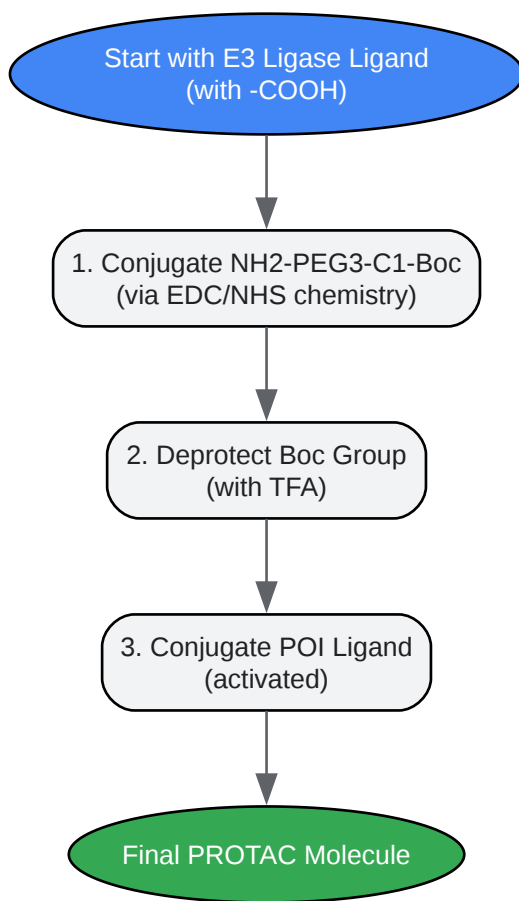 Start with E3 Ligase Ligand
(with -COOH)
1. Conjugate NH2-PEG3-C1-Boc
(via EDC/NHS chemistry)
2. Deprotect Boc Group
(with TFA)
3. Conjugate POI Ligand
(activated)
Final PROTAC Molecule